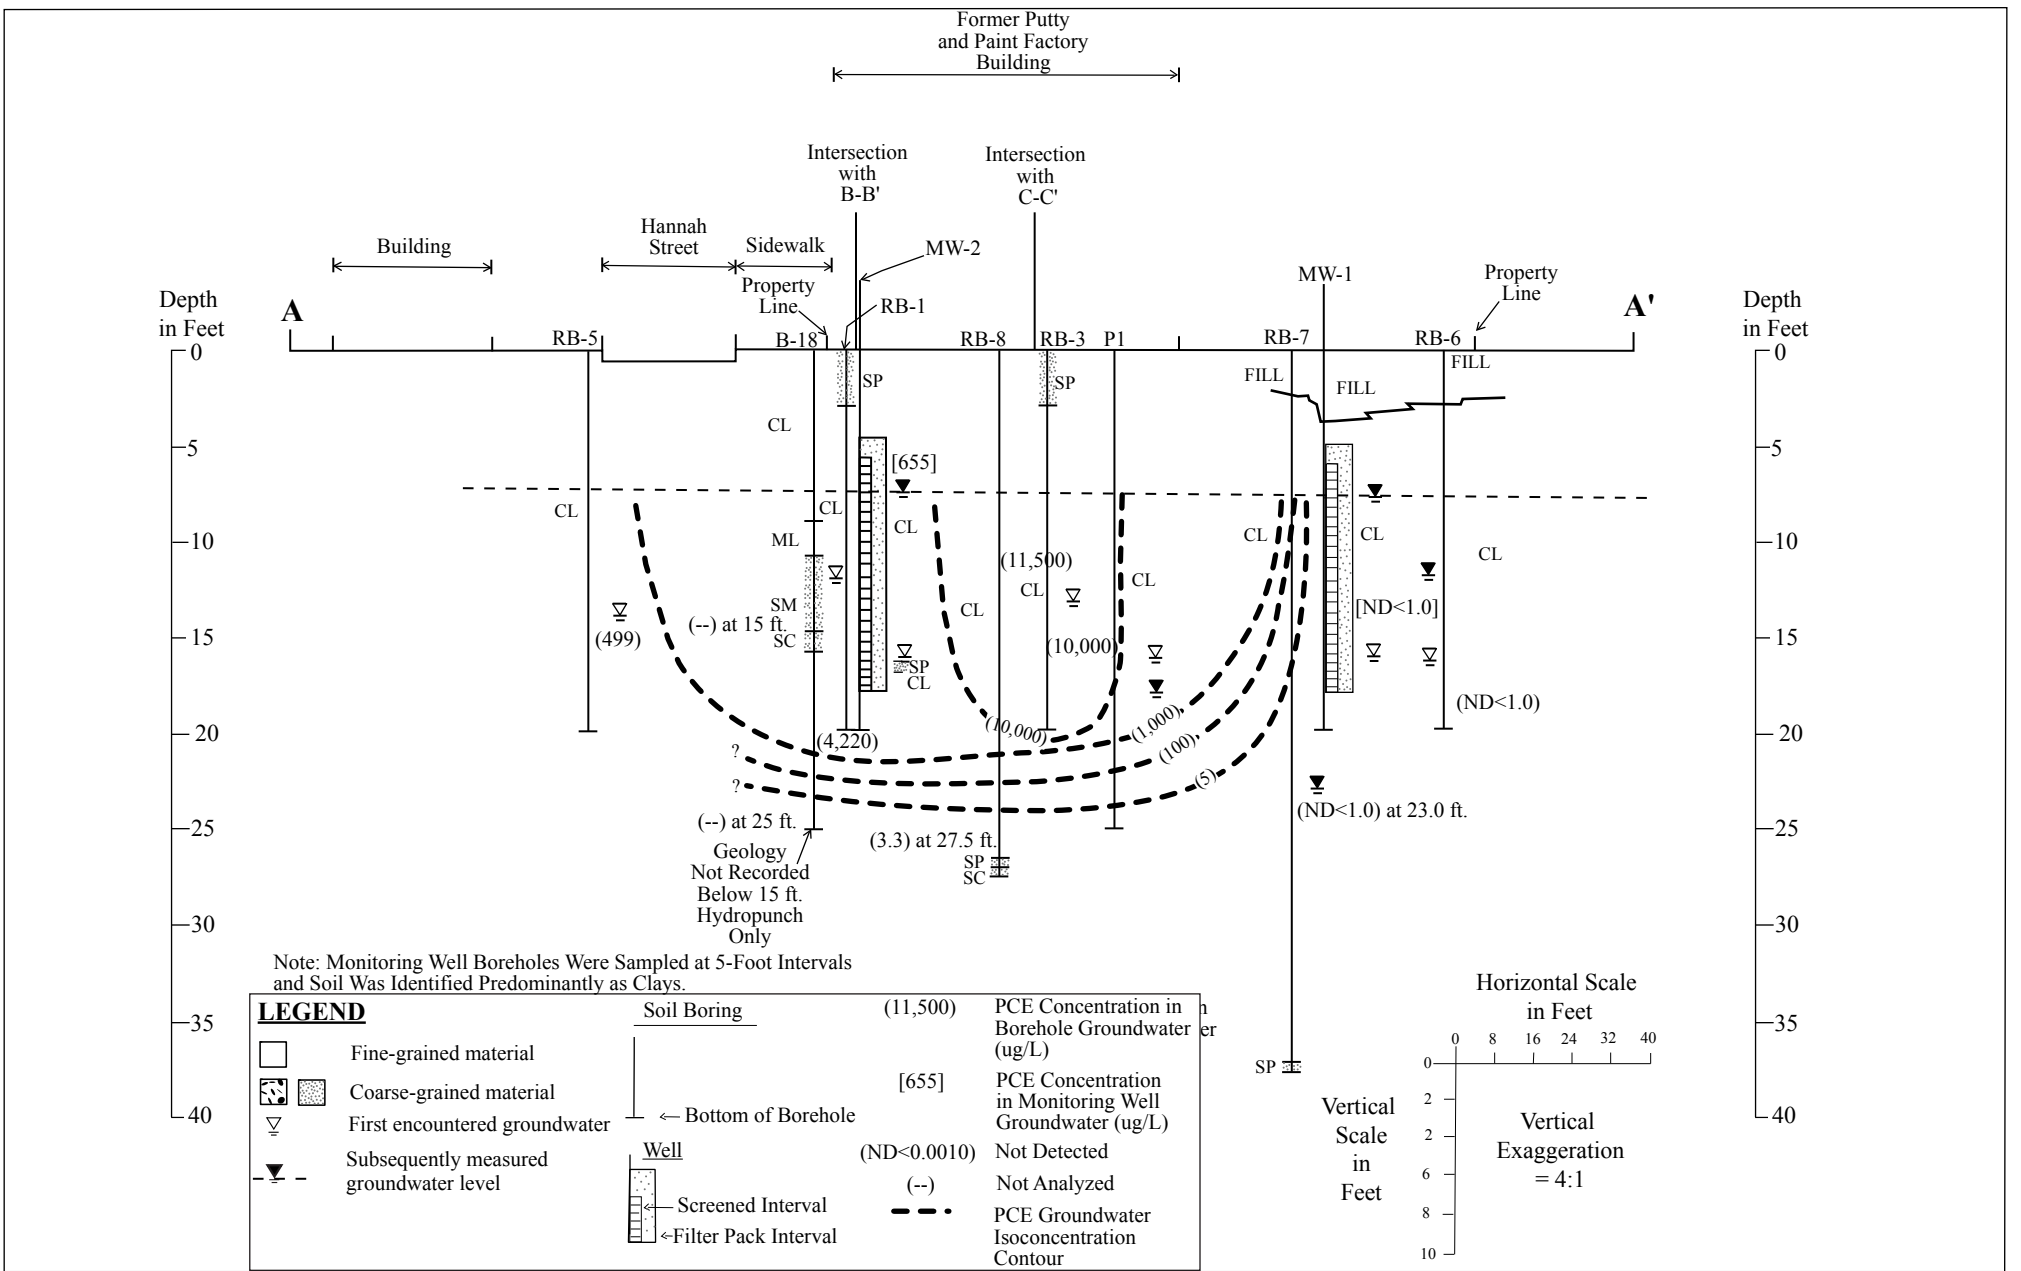 Former Putty
and Paint Factory
Building
Intersection
with
B-B'
Intersection
with
C-C'
Building
Hannah
Street
Sidewalk
MW-2
Property
Line
RB-1
MW-1
Property
Line
Depth
in Feet
A
A'
Depth
in Feet
RB-5
B-18
RB-8
RB-3
P1
RB-7
RB-6
0
5
10
15
20
25
30
35
40
0
5
10
15
20
25
30
35
40
SP
SP
FILL
FILL
FILL
CL
[655]
CL
CL
CL
ML
CL
CL
CL
CL
(11,500)
CL
CL
CL
SM
(--) at 15 ft.
SC
(499)
[ND<1.0]
(10,000)
SP
CL
(ND<1.0)
(4,220)
(10,000)
(1,000)
(100)
(5)
?
?
(--) at 25 ft.
(3.3) at 27.5 ft.
(ND<1.0) at 23.0 ft.
SP
SC
Geology
Not Recorded
Below 15 ft.
Hydropunch
Only
SP
Note: Monitoring Well Boreholes Were Sampled at 5-Foot Intervals
and Soil Was Identified Predominantly as Clays.
LEGEND
Fine-grained material
Coarse-grained material
First encountered groundwater
Subsequently measured
groundwater level
Soil Boring
Bottom of Borehole
Well
Screened Interval
Filter Pack Interval
(11,500)
PCE Concentration in
Borehole Groundwater
(ug/L)
n
er
[655]
PCE Concentration
in Monitoring Well
Groundwater (ug/L)
(ND<0.0010)
Not Detected
(--)
Not Analyzed
PCE Groundwater
Isoconcentration
Contour
Horizontal Scale
in Feet
0 8 16 24 32 40
0
2
2
6
8
10
Vertical
Scale
in
Feet
Vertical
Exaggeration
= 4:1